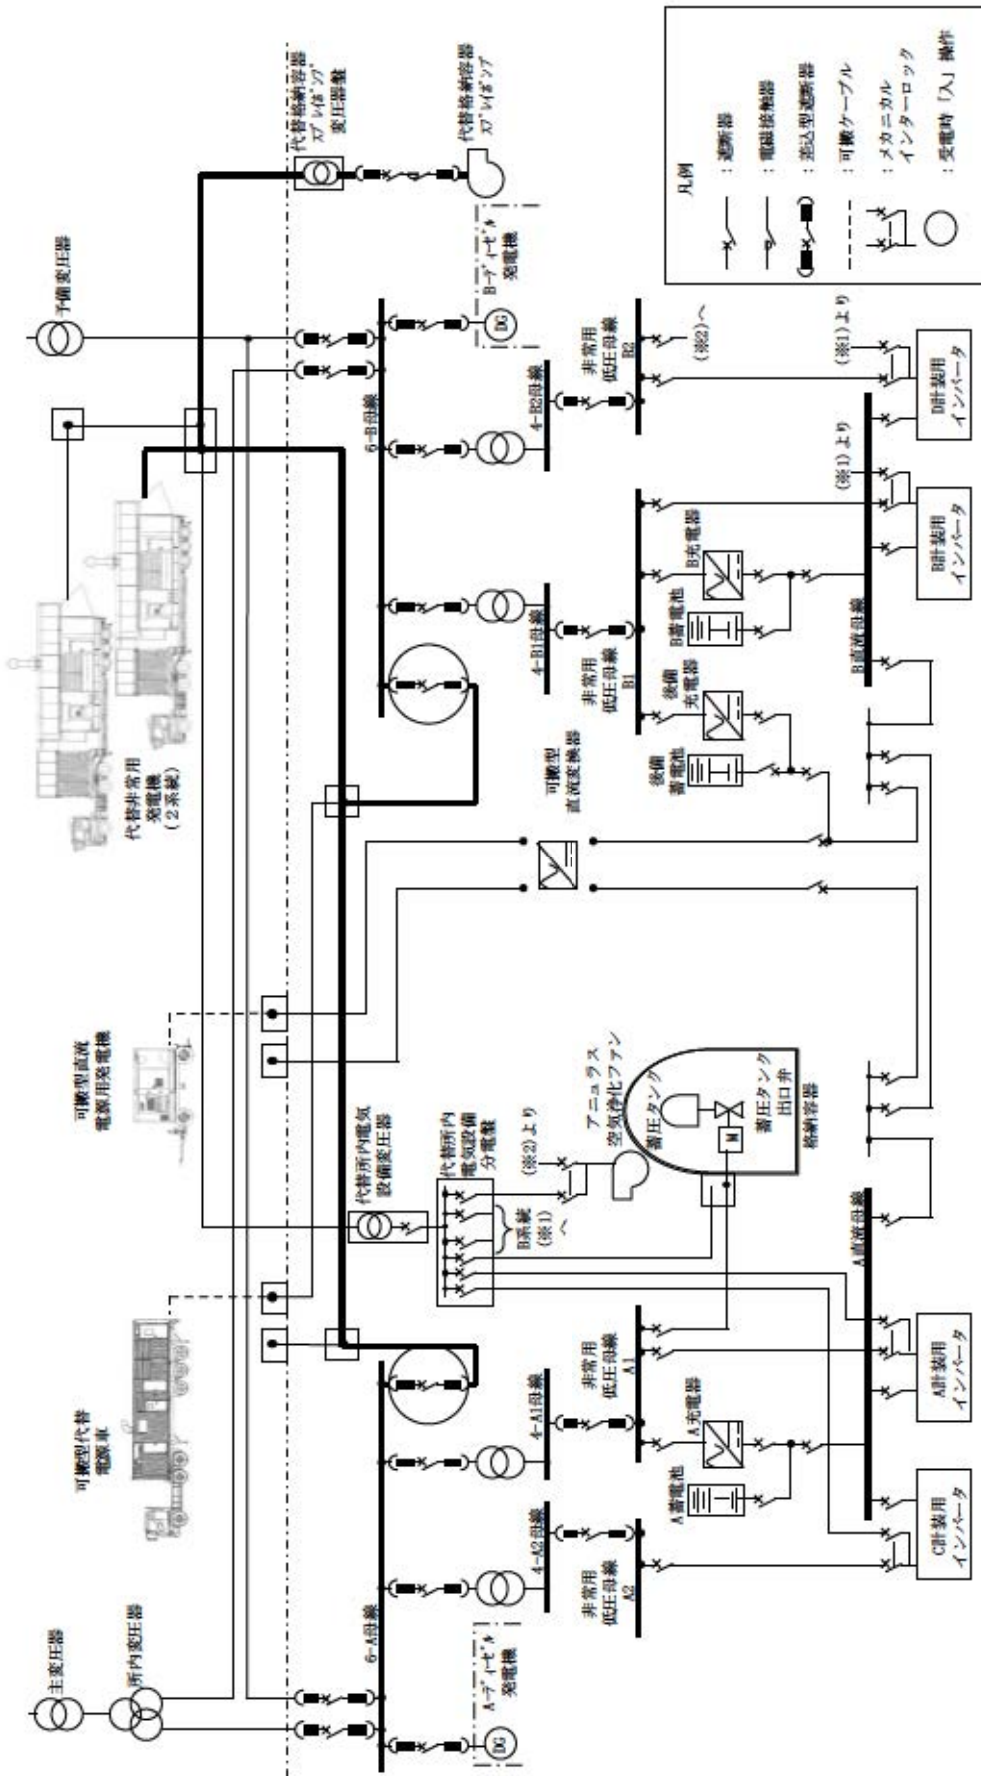 主変圧器
所内変圧器
可搬型代替
電源車
可搬型直流
電源用発電機
代替非常用
発電機
(2系統)
予備変圧器
代替格納容器
スプレイポンプ
変圧器盤
代替格納容器
スプレイポンプ
6-A母線
A-ディーゼル
発電機
DG
4-A2母線
4-A1母線
非常用
低圧母線
A2
非常用
低圧母線
A1
A蓄電池
A充電器
A直流母線
C計装用
インバータ
A計装用
インバータ
代替所内電気
設備変圧器
代替所内
電気設備
分電盤
B系統
(※1)
へ
(※2)より
アニュラス
空気浄化ファン
蓄圧タンク
M
蓄圧タンク
出口弁
格納容器
可搬型
直流変換器
6-B母線
B-ディーゼル
発電機
DG
4-B1母線
4-B2母線
非常用
低圧母線
B1
非常用
低圧母線
B2
(※2)へ
後備
蓄電池
後備
充電器
B蓄電池
B充電器
B直流母線
(※1)より
(※1)より
B計装用
インバータ
D計装用
インバータ
凡例
:遮断器
:電磁接触器
:差込型遮断器
:可搬ケーブル
:メカニカル
インターロック
:受電時「入」操作